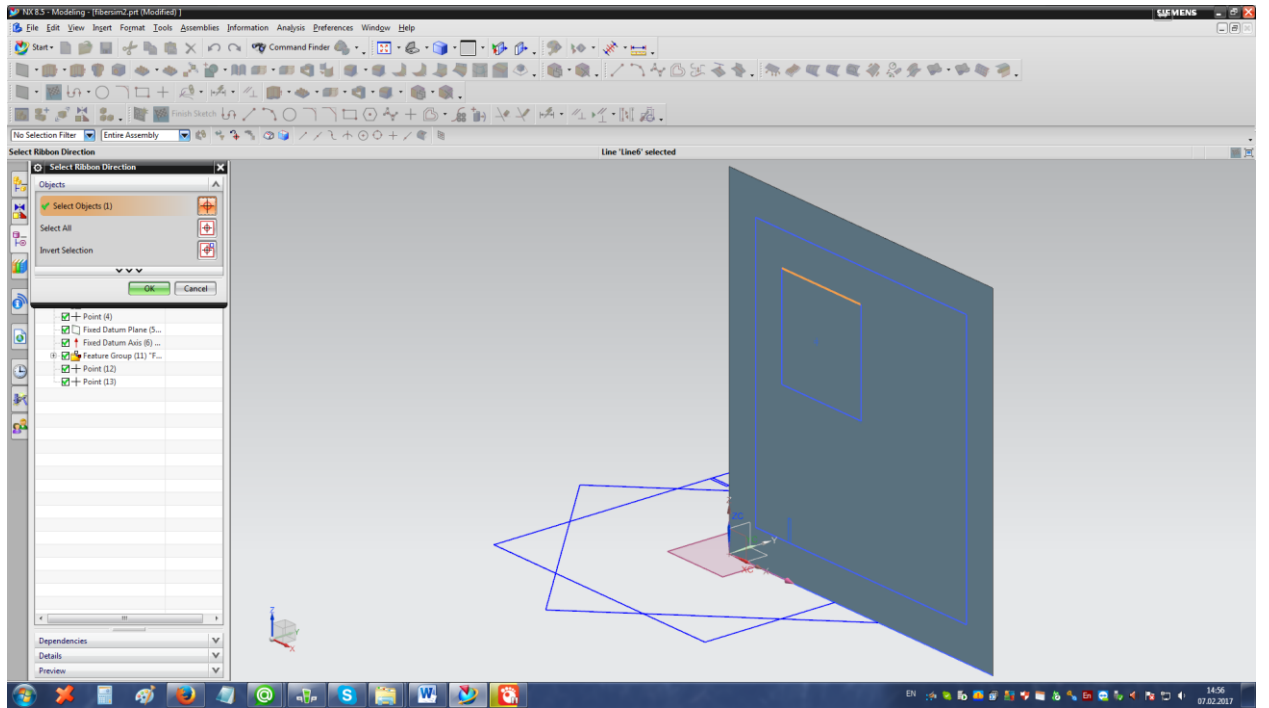 NX 8.5 - Modeling - [fibersim2.prt (Modified) ]
SIEMENS
File Edit View Insert Format Tools Assemblies Information Analysis Preferences Window Help
Start Command Finder
Finish Sketch
No Selection Filter Entire Assembly
Select Ribbon Direction Line 'Line6' selected
Select Ribbon Direction
Objects
Select Objects (1)
Select All
Invert Selection
OK Cancel
Point (4)
Fixed Datum Plane (5...
Fixed Datum Axis (6) ...
Feature Group (11) "F...
Point (12)
Point (13)
ZC
Y
XC
Z
Y
X
Dependencies
Details
Preview
EN 14:56
07.02.2017